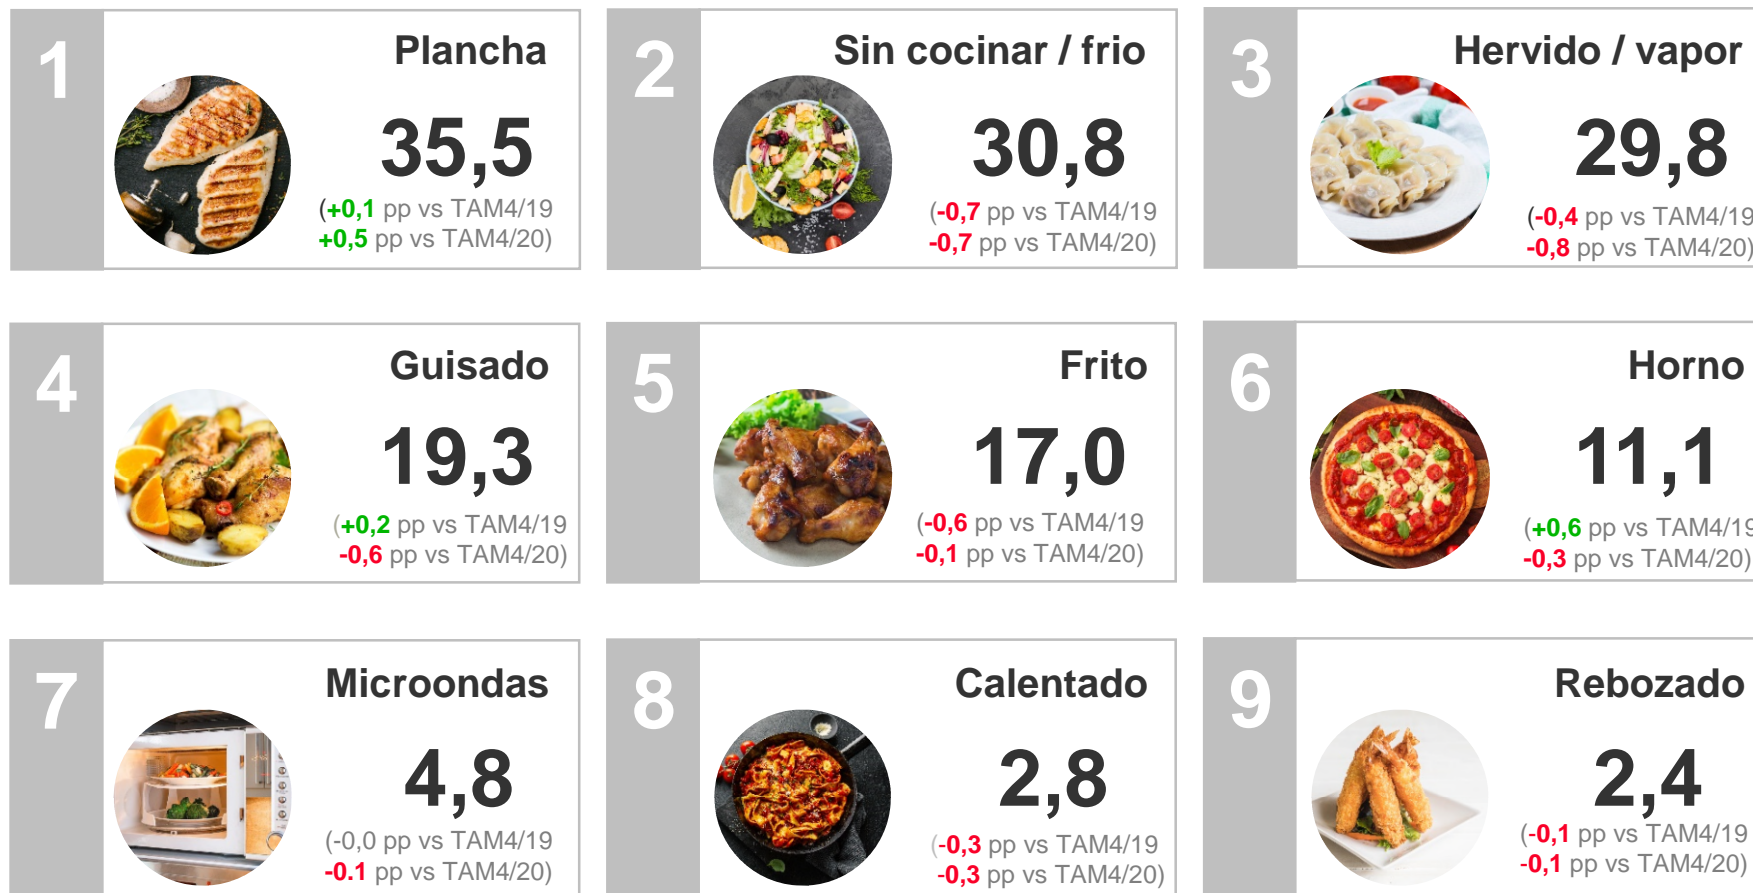 1
Plancha
35,5
(+0,1 pp vs TAM4/19
+0,5 pp vs TAM4/20)
2
Sin cocinar / frio
30,8
(-0,7 pp vs TAM4/19
-0,7 pp vs TAM4/20)
3
Hervido / vapor
29,8
(-0,4 pp vs TAM4/19
-0,8 pp vs TAM4/20)
4
Guisado
19,3
(+0,2 pp vs TAM4/19
-0,6 pp vs TAM4/20)
5
Frito
17,0
(-0,6 pp vs TAM4/19
-0,1 pp vs TAM4/20)
6
Horno
11,1
(+0,6 pp vs TAM4/19
-0,3 pp vs TAM4/20)
7
Microondas
4,8
(-0,0 pp vs TAM4/19
-0.1 pp vs TAM4/20)
8
Calentado
2,8
(-0,3 pp vs TAM4/19
-0,3 pp vs TAM4/20)
9
Rebozado
2,4
(-0,1 pp vs TAM4/19
-0,1 pp vs TAM4/20)